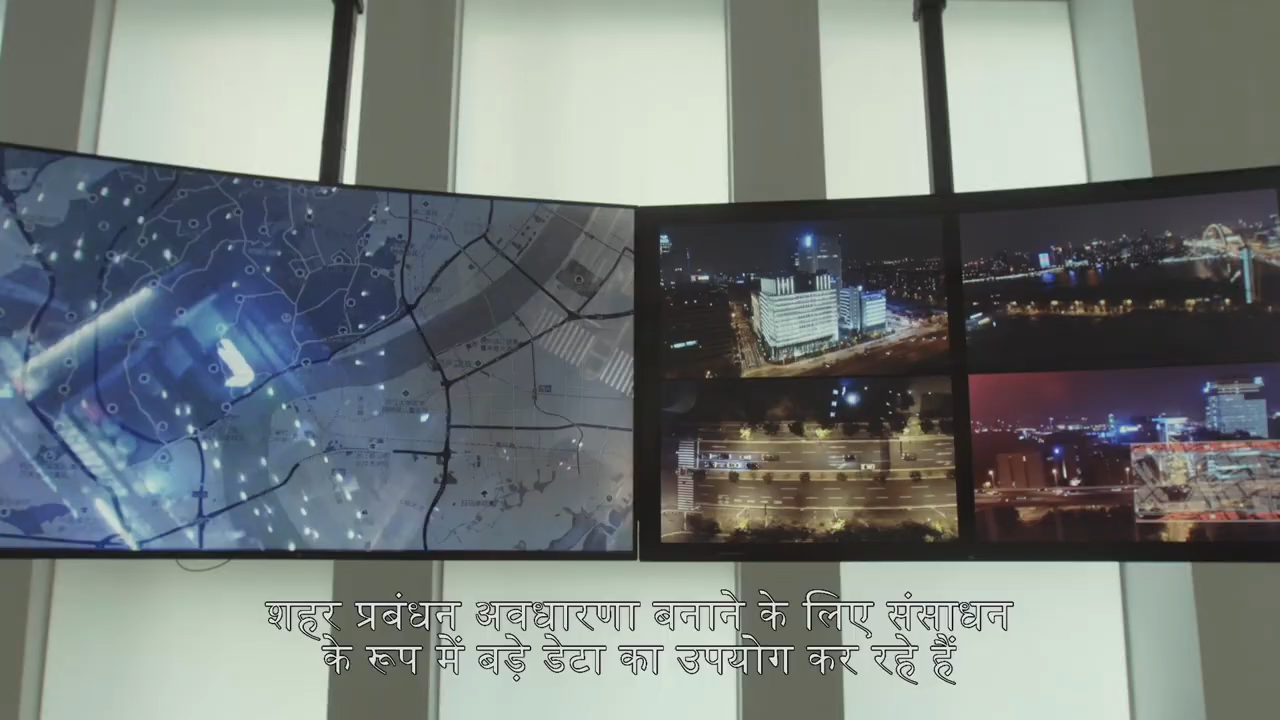 शहर प्रबंधन अवधारणा बनाने के लिए संसाधन
के रूप में बड़े डेटा का उपयोग कर रहे हैं